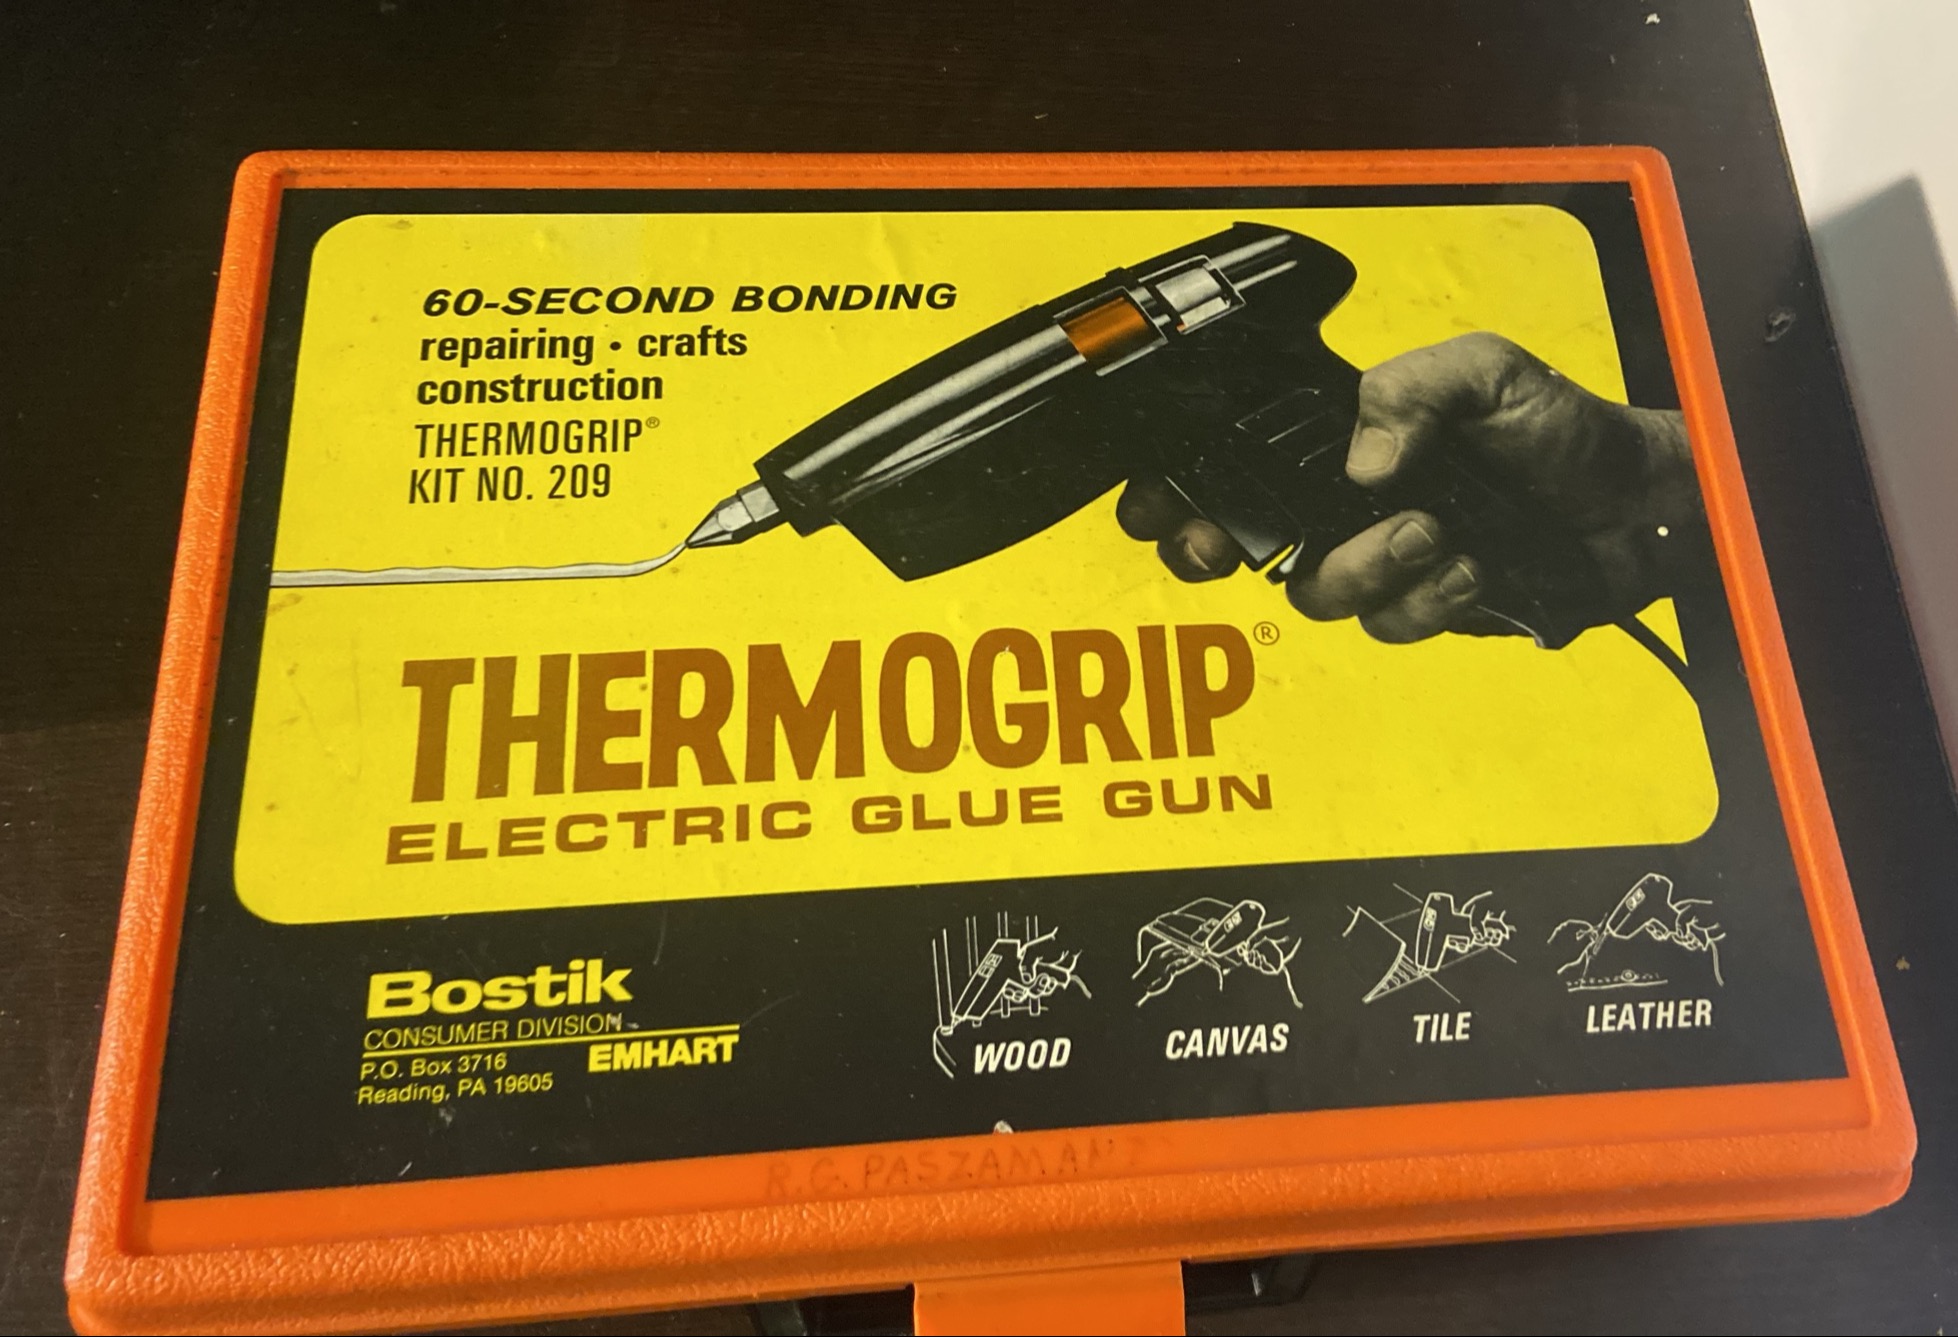 60-SECOND BONDING
repairing • crafts
construction
THERMOGRIP®
KIT NO. 209
THERMOGRIP®
ELECTRIC GLUE GUN
Bostik
CONSUMER DIVISION
EMHART
P.O. Box 3716
Reading, PA 19605
WOOD
CANVAS
TILE
LEATHER
R.C.